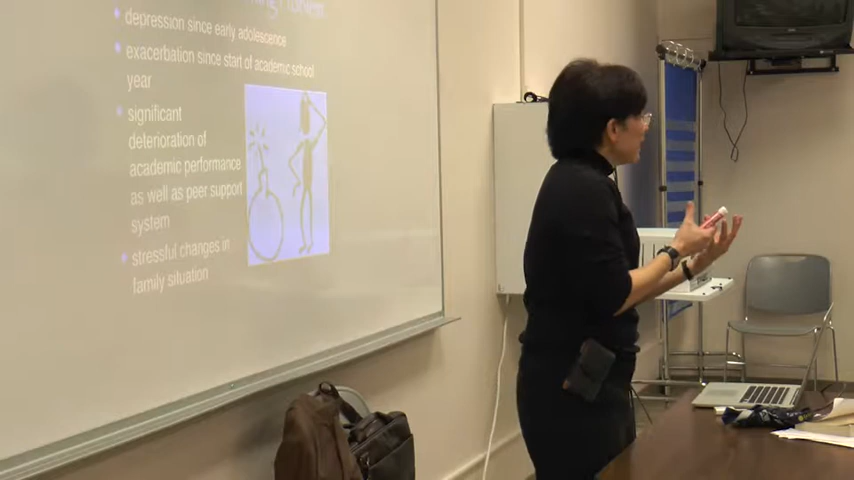 depression since early adolescence
exacerbation since start of academic school
year
significant
deterioration of
academic performance
as well as peer support
system
stressful changes in
family situation